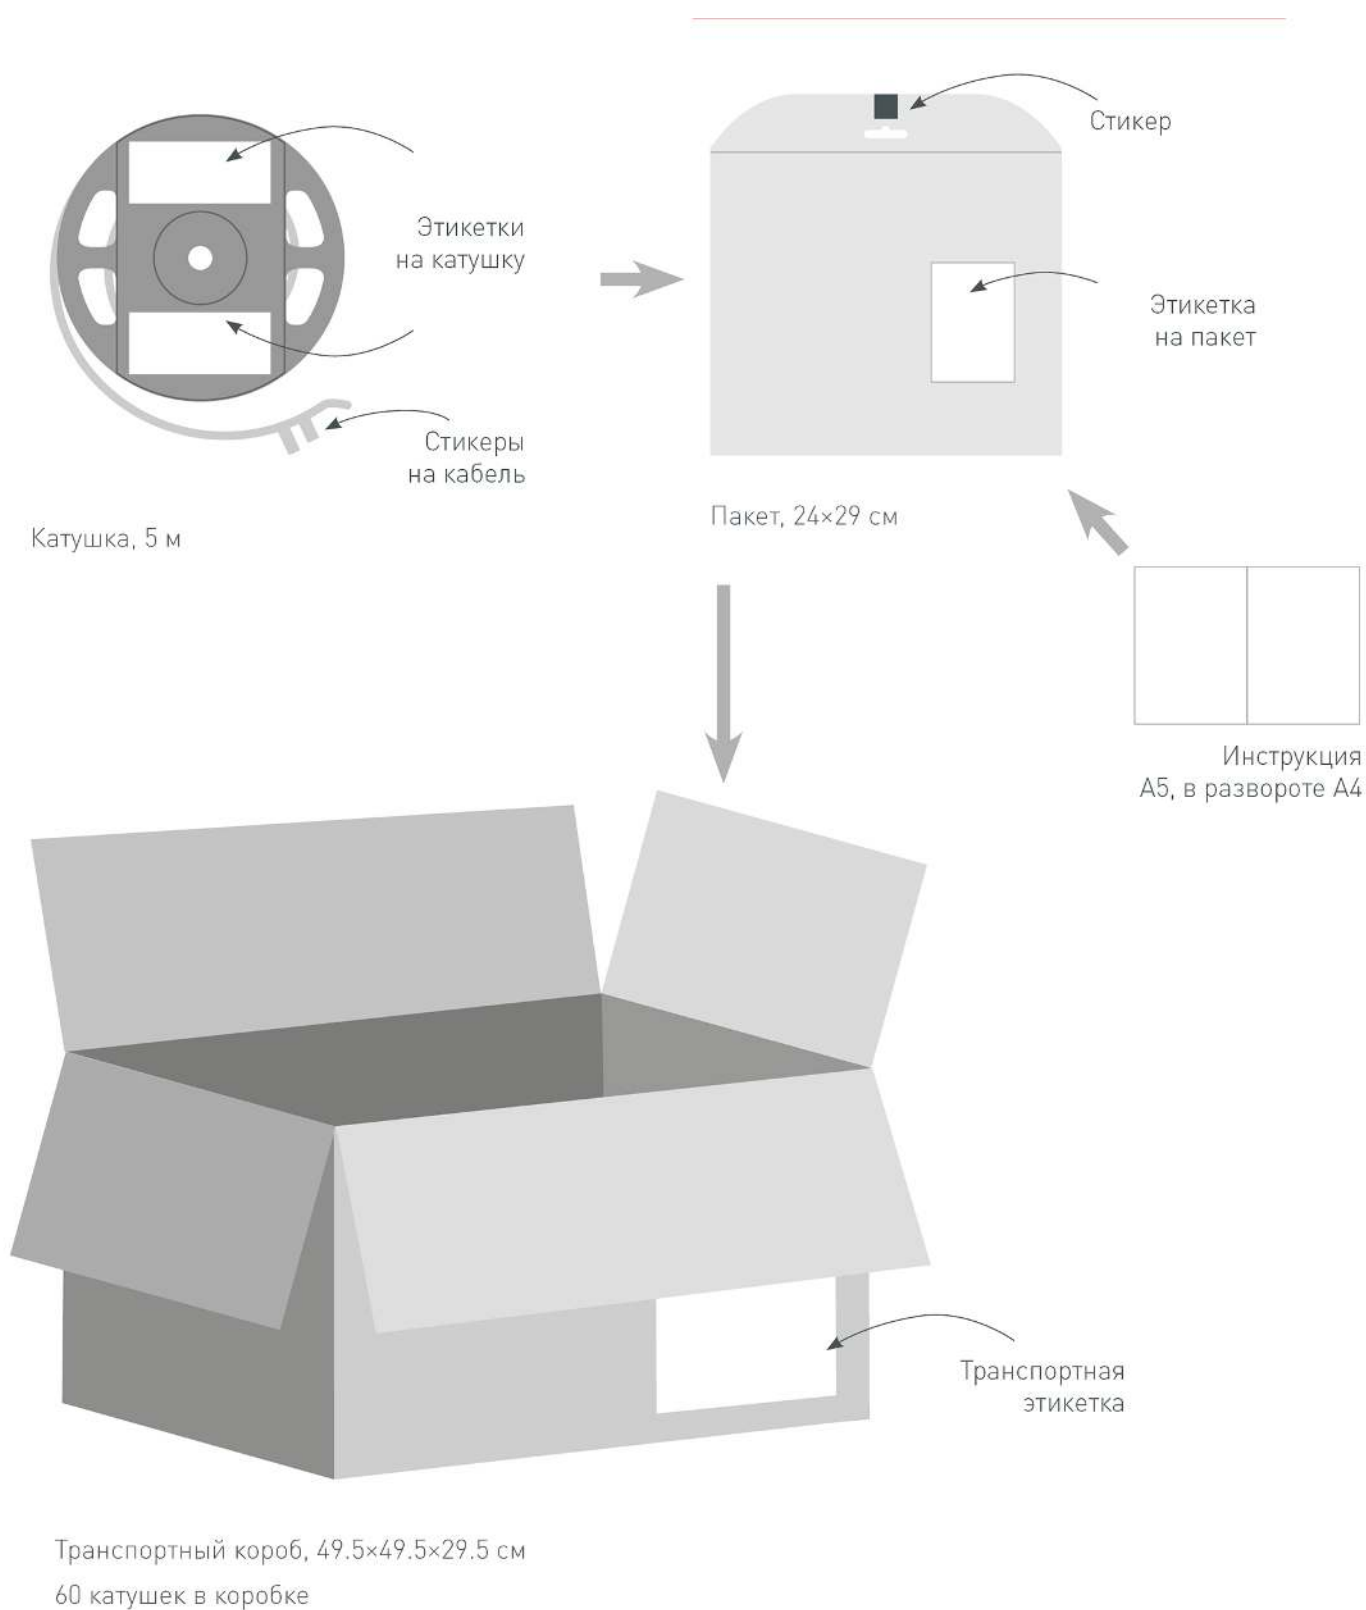 Стикер
Этикетки
на катушку
Этикетка
на пакет
Стикеры
на кабель
Катушка, 5 м
Пакет, 24×29 см
Инструкция
А5, в развороте А4
Транспортная
этикетка
Транспортный короб, 49.5×49.5×29.5 см
60 катушек в коробке